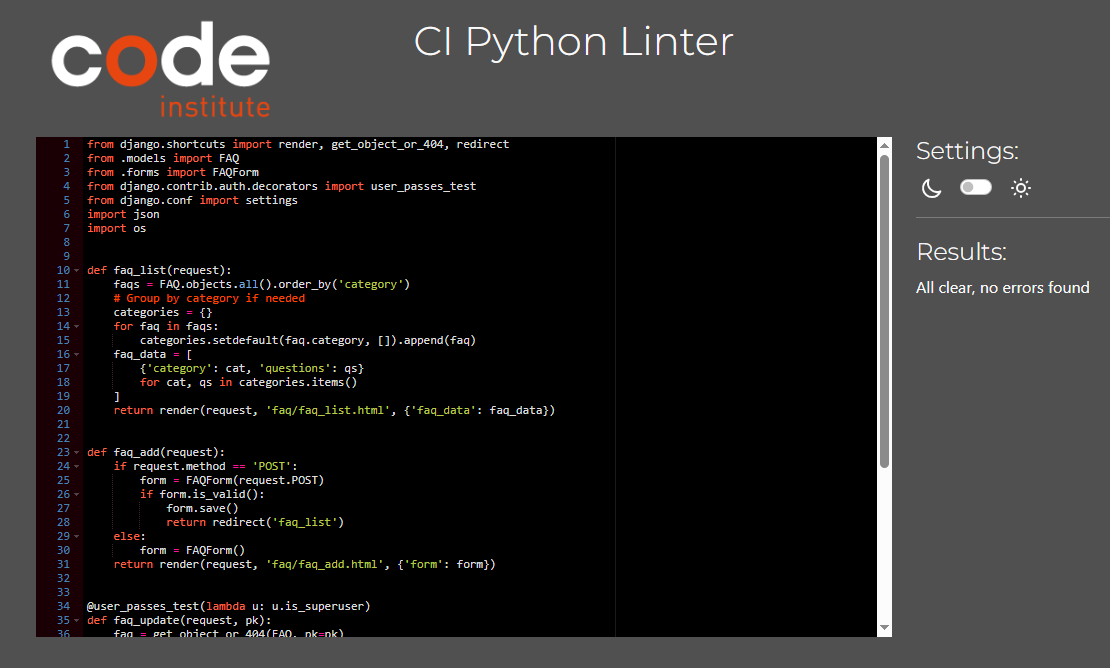 code
institute
CI Python Linter
1 from django.shortcuts import render, get_object_or_404, redirect
2 from .models import FAQ
3 from .forms import FAQForm
4 from django.contrib.auth.decorators import user_passes_test
5 from django.conf import settings
6 import json
7 import os
8
9
10 def faq_list(request):
11     faqs = FAQ.objects.all().order_by('category')
12     # Group by category if needed
13     categories = {}
14     for faq in faqs:
15         categories.setdefault(faq.category, []).append(faq)
16     faq_data = [
17         {'category': cat, 'questions': qs}
18         for cat, qs in categories.items()
19     ]
20     return render(request, 'faq/faq_list.html', {'faq_data': faq_data})
21
22
23 def faq_add(request):
24     if request.method == 'POST':
25         form = FAQForm(request.POST)
26         if form.is_valid():
27             form.save()
28             return redirect('faq_list')
29     else:
30         form = FAQForm()
31     return render(request, 'faq/faq_add.html', {'form': form})
32
33
34 @user_passes_test(lambda u: u.is_superuser)
35 def faq_update(request, pk):
36     faq = get_object_or_404(FAQ, pk=pk)
Settings:
Results:
All clear, no errors found